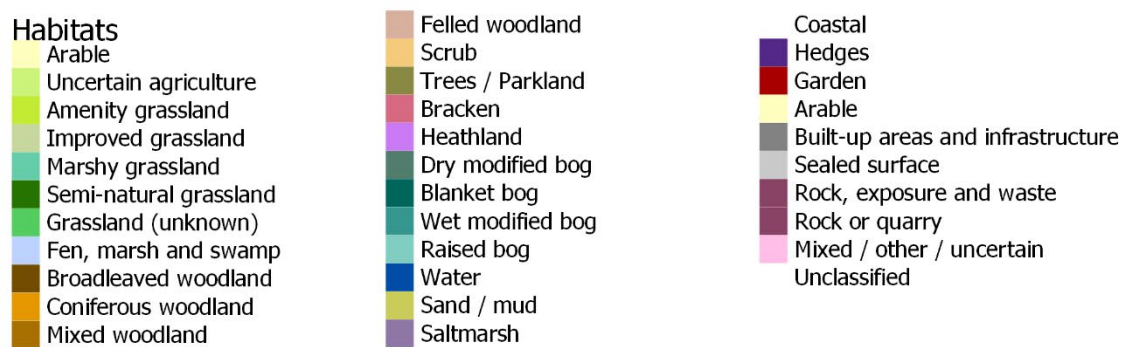 Habitats
Arable
Uncertain agriculture
Amenity grassland
Improved grassland
Marshy grassland
Semi-natural grassland
Grassland (unknown)
Fen, marsh and swamp
Broadleaved woodland
Coniferous woodland
Mixed woodland
Felled woodland
Scrub
Trees / Parkland
Bracken
Heathland
Dry modified bog
Blanket bog
Wet modified bog
Raised bog
Water
Sand / mud
Saltmarsh
Coastal
Hedges
Garden
Arable
Built-up areas and infrastructure
Sealed surface
Rock, exposure and waste
Rock or quarry
Mixed / other / uncertain
Unclassified